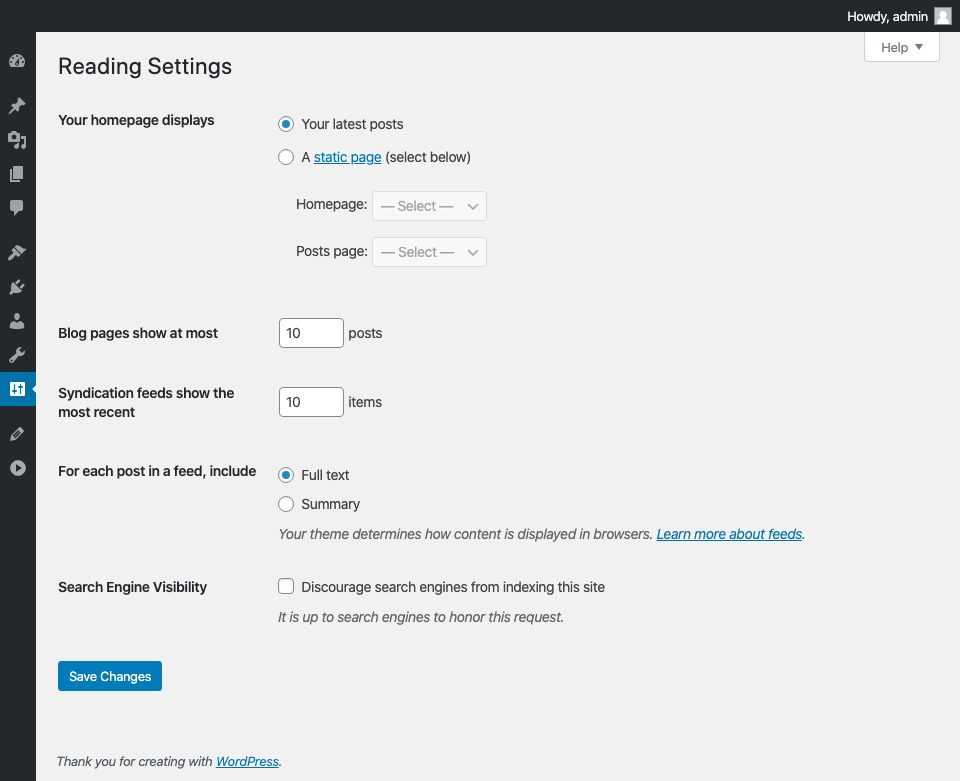 Howdy, admin
Help
Reading Settings
Your homepage displays
Your latest posts
A static page (select below)
Homepage: — Select —
Posts page: — Select —
Blog pages show at most 10 posts
Syndication feeds show the
most recent
10 items
For each post in a feed, include
Full text
Summary
Your theme determines how content is displayed in browsers. Learn more about feeds.
Search Engine Visibility
Discourage search engines from indexing this site
It is up to search engines to honor this request.
Save Changes
Thank you for creating with WordPress.